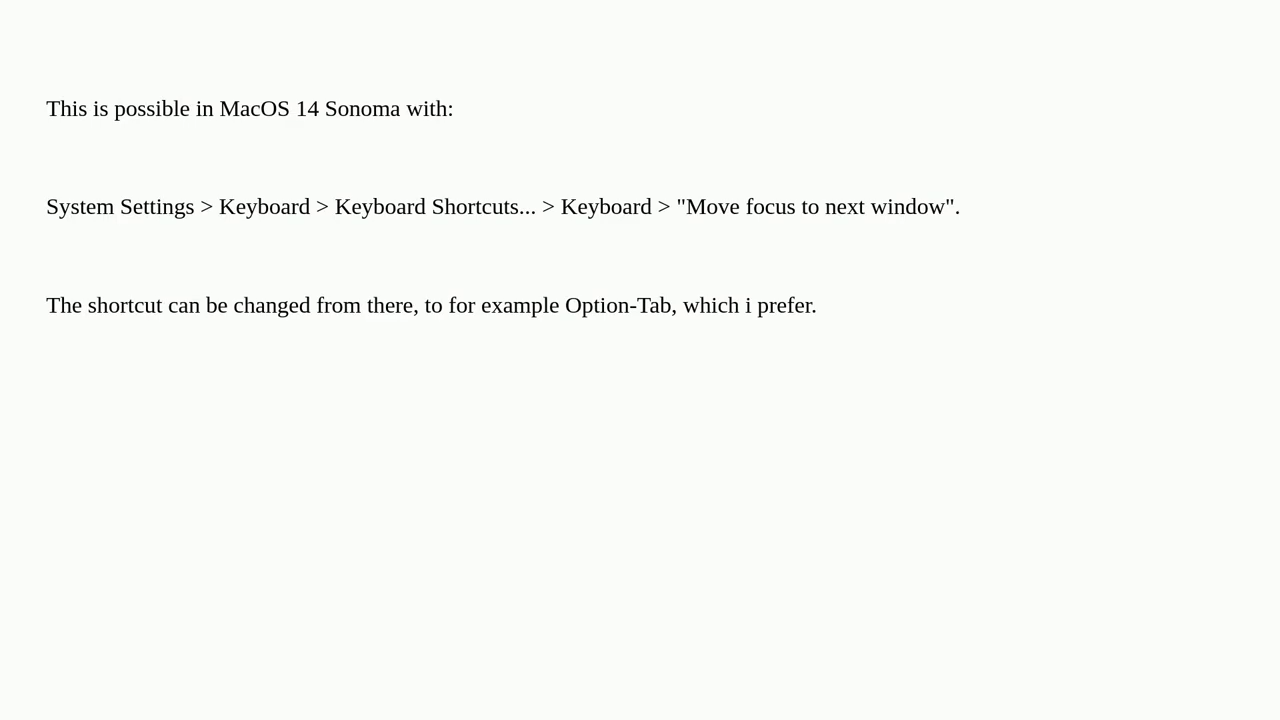 This is possible in MacOS 14 Sonoma with:
System Settings > Keyboard > Keyboard Shortcuts... > Keyboard > "Move focus to next window".
The shortcut can be changed from there, to for example Option-Tab, which i prefer.